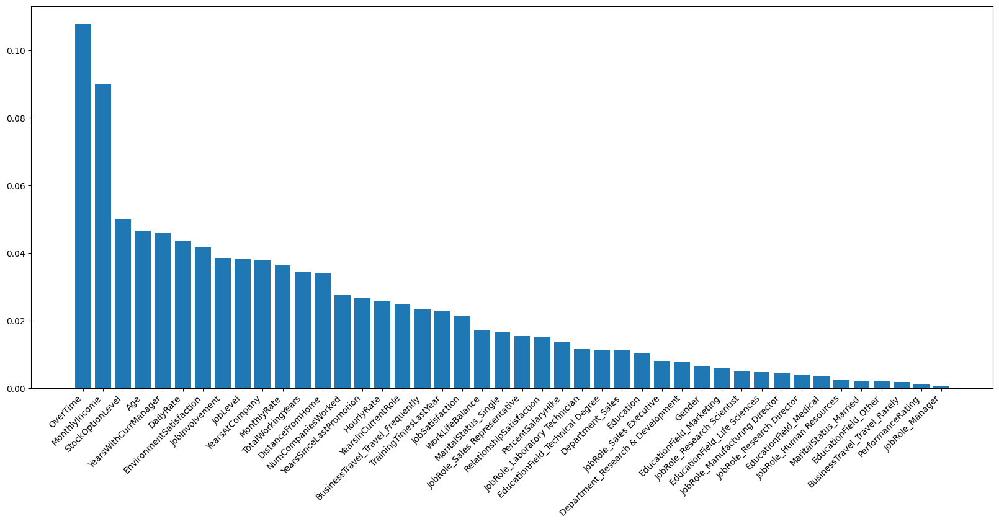 0.10
0.08
0.06
0.04
0.02
0.00
OverTime
MonthlyIncome
StockOptionLevel
Age
YearsWithCurrManager
DailyRate
EnvironmentSatisfaction
JobInvolvement
JobLevel
YearsAtCompany
MonthlyRate
TotalWorkingYears
DistanceFromHome
NumCompaniesWorked
YearsSinceLastPromotion
HourlyRate
YearsInCurrentRole
BusinessTravel_Travel_Frequently
TrainingTimesLastYear
JobSatisfaction
WorkLifeBalance
MaritalStatus_Single
JobRole_Sales Representative
RelationshipSatisfaction
PercentSalaryHike
JobRole_Laboratory Technician
EducationField_Technical Degree
Department_Sales
Education
JobRole_Sales Executive
Department_Research & Development
Gender
EducationField_Marketing
JobRole_Research Scientist
EducationField_Life Sciences
JobRole_Manufacturing Director
JobRole_Research Director
EducationField_Medical
JobRole_Human Resources
MaritalStatus_Married
EducationField_Other
BusinessTravel_Travel_Rarely
PerformanceRating
JobRole_Manager